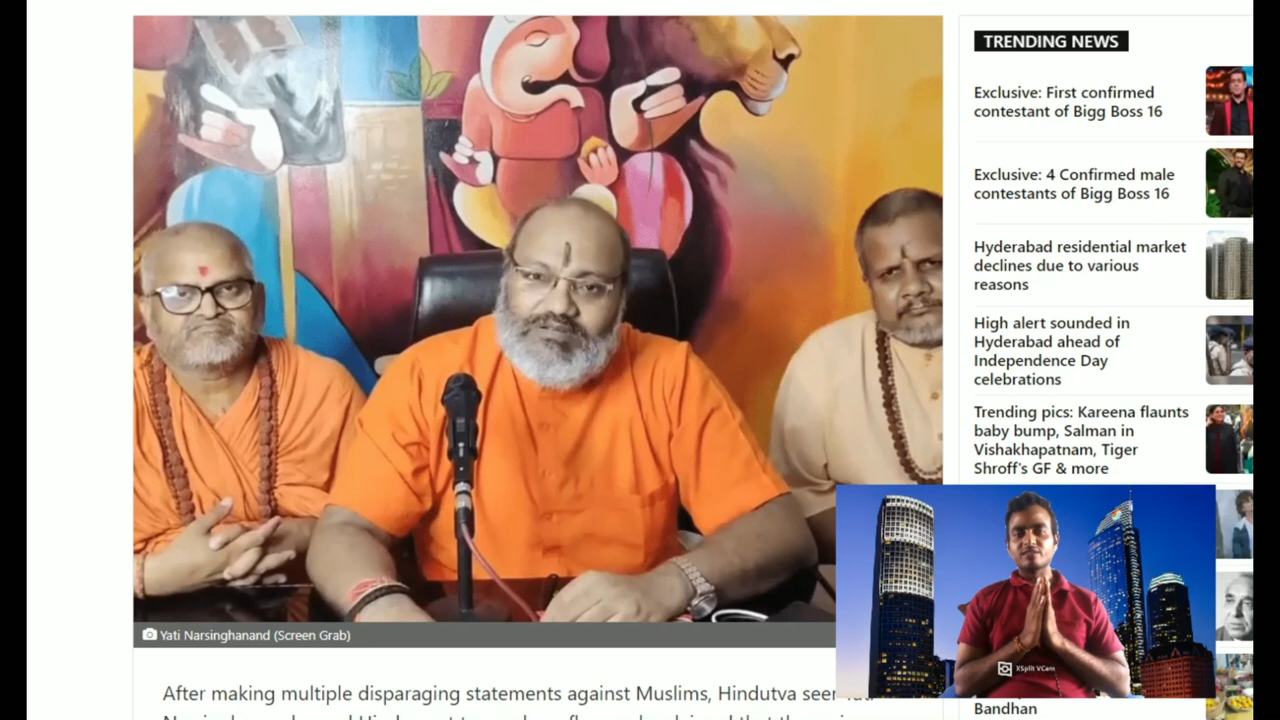 TRENDING NEWS
Exclusive: First confirmed
contestant of Bigg Boss 16
Exclusive: 4 Confirmed male
contestants of Bigg Boss 16
Hyderabad residential market
declines due to various
reasons
High alert sounded in
Hyderabad ahead of
Independence Day
celebrations
Trending pics: Kareena flaunts
baby bump, Salman in
Vishakhapatnam, Tiger
Shroff's GF & more
Yati Narsinghanand (Screen Grab)
XSplit VCam
After making multiple disparaging statements against Muslims, Hindutva seer
Bandhan